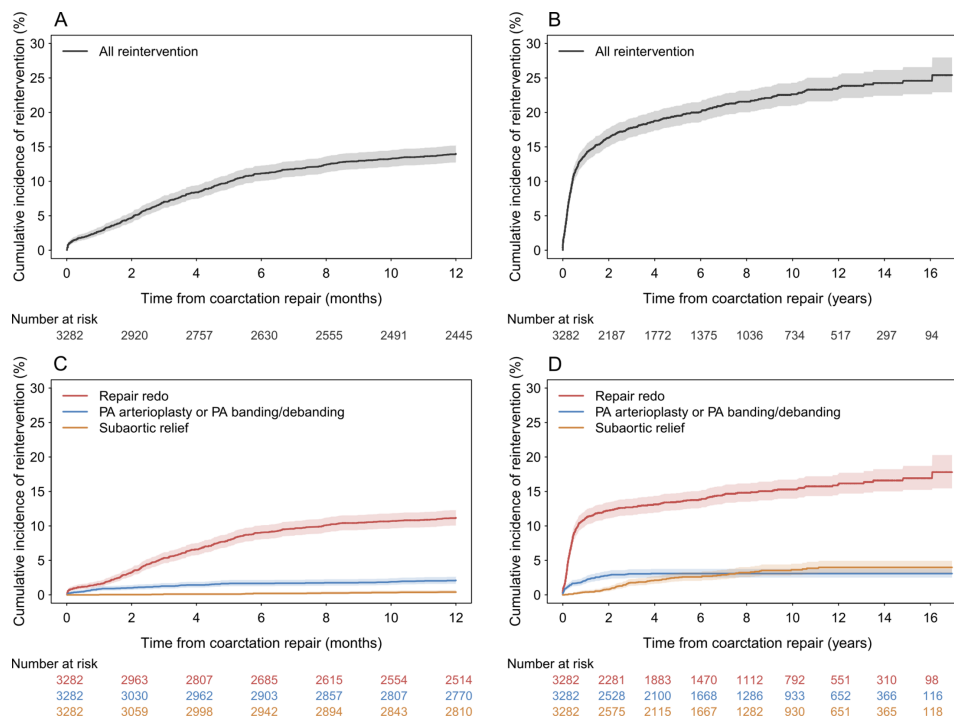 A
Cumulative incidence of reintervention (%)
30
25
20
15
10
5
0
All reintervention
0 2 4 6 8 10 12
Time from coarctation repair (months)
Number at risk
3282 2920 2757 2630 2555 2491 2445
B
Cumulative incidence of reintervention (%)
30
25
20
15
10
5
0
All reintervention
0 2 4 6 8 10 12 14 16
Time from coarctation repair (years)
Number at risk
3282 2187 1772 1375 1036 734 517 297 94
C
Cumulative incidence of reintervention (%)
30
25
20
15
10
5
0
Repair redo
PA arterioplasty or PA banding/debanding
Subaortic relief
0 2 4 6 8 10 12
Time from coarctation repair (months)
Number at risk
3282 2963 2807 2685 2615 2554 2514
3282 3030 2962 2903 2857 2807 2770
3282 3059 2998 2942 2894 2843 2810
D
Cumulative incidence of reintervention (%)
30
25
20
15
10
5
0
Repair redo
PA arterioplasty or PA banding/debanding
Subaortic relief
0 2 4 6 8 10 12 14 16
Time from coarctation repair (years)
Number at risk
3282 2281 1883 1470 1112 792 551 310 98
3282 2528 2100 1668 1286 933 652 366 116
3282 2575 2115 1667 1282 930 651 365 118